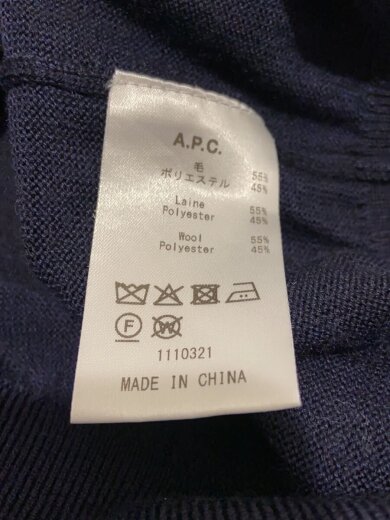 A.P.C.
毛 55%
ポリエステル 45%
Laine 55%
Polyester 45%
Wool 55%
Polyester 45%
F W
1110321
MADE IN CHINA